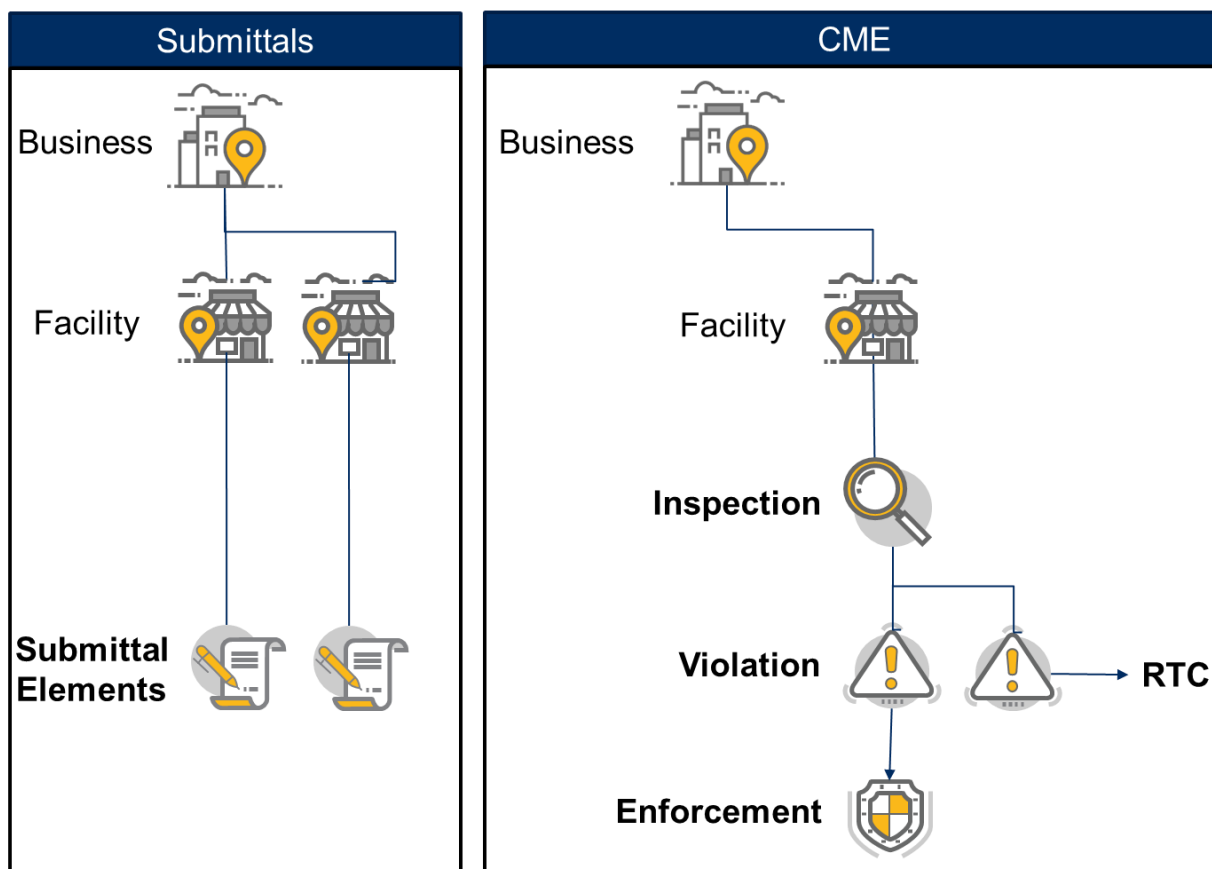 Submittals
Business
Facility
Submittal
Elements
CME
Business
Facility
Inspection
Violation
RTC
Enforcement